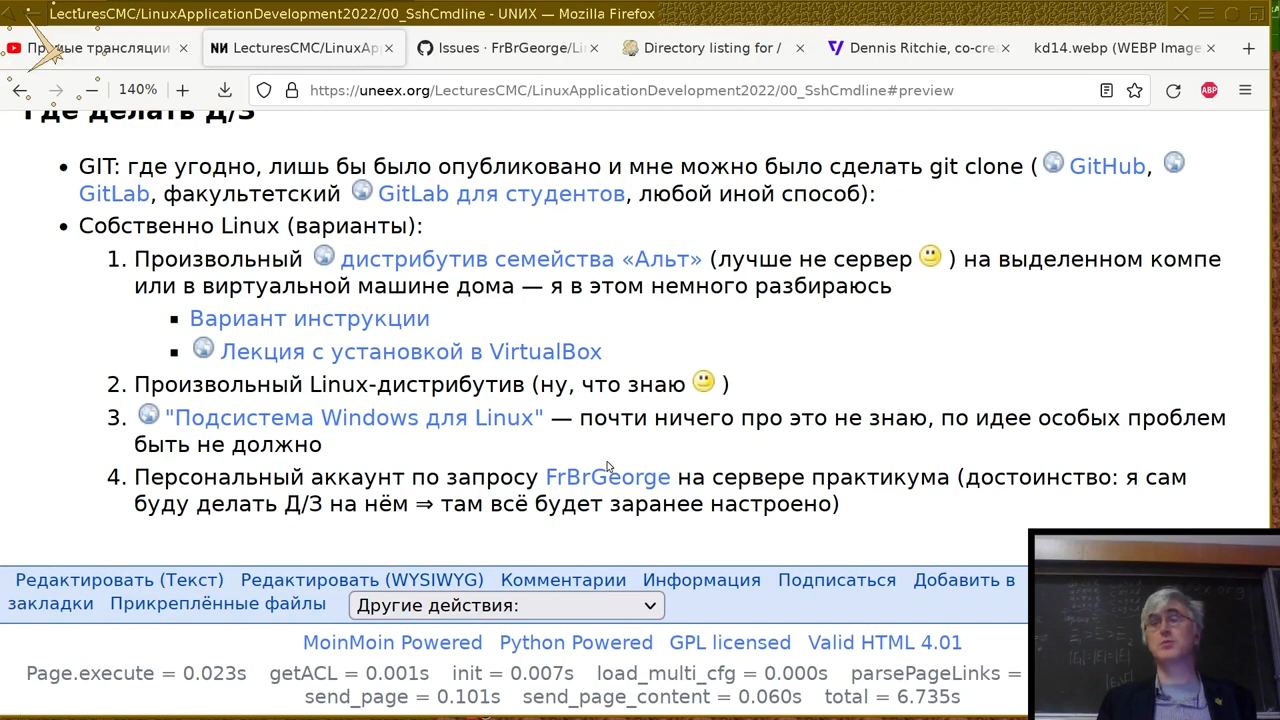 LecturesCMC/LinuxApplicationDevelopment2022/00_SshCmdline - UNИX — Mozilla Firefox
трансляции
LecturesCMC/LinuxAp
Issues · FrBrGeorge/Li
Directory listing for /
Dennis Ritchie, co-cre
kd14.webp (WEBP Image
140%
https://uneex.org/LecturesCMC/LinuxApplicationDevelopment2022/00_SshCmdline#preview
ABP
Где делать Д/З
• GIT: где угодно, лишь бы было опубликовано и мне можно было сделать git clone ( GitHub,
GitLab, факультетский GitLab для студентов, любой иной способ):
• Собственно Linux (варианты):
1. Произвольный дистрибутив семейства «Альт» (лучше не сервер ) на выделенном компе
или в виртуальной машине дома — я в этом немного разбираюсь
Вариант инструкции
Лекция с установкой в VirtualBox
2. Произвольный Linux-дистрибутив (ну, что знаю )
3. "Подсистема Windows для Linux" — почти ничего про это не знаю, по идее особых проблем
быть не должно
4. Персональный аккаунт по запросу FrBrGeorge на сервере практикума (достоинство: я сам
буду делать Д/З на нём ⇒ там всё будет заранее настроено)
Редактировать (Текст) Редактировать (WYSIWYG) Комментарии Информация Подписаться Добавить в
закладки Прикреплённые файлы Другие действия:
MoinMoin Powered Python Powered GPL licensed Valid HTML 4.01
Page.execute = 0.023s getACL = 0.001s init = 0.007s load_multi_cfg = 0.000s parsePageLinks =
send_page = 0.101s send_page_content = 0.060s total = 6.735s